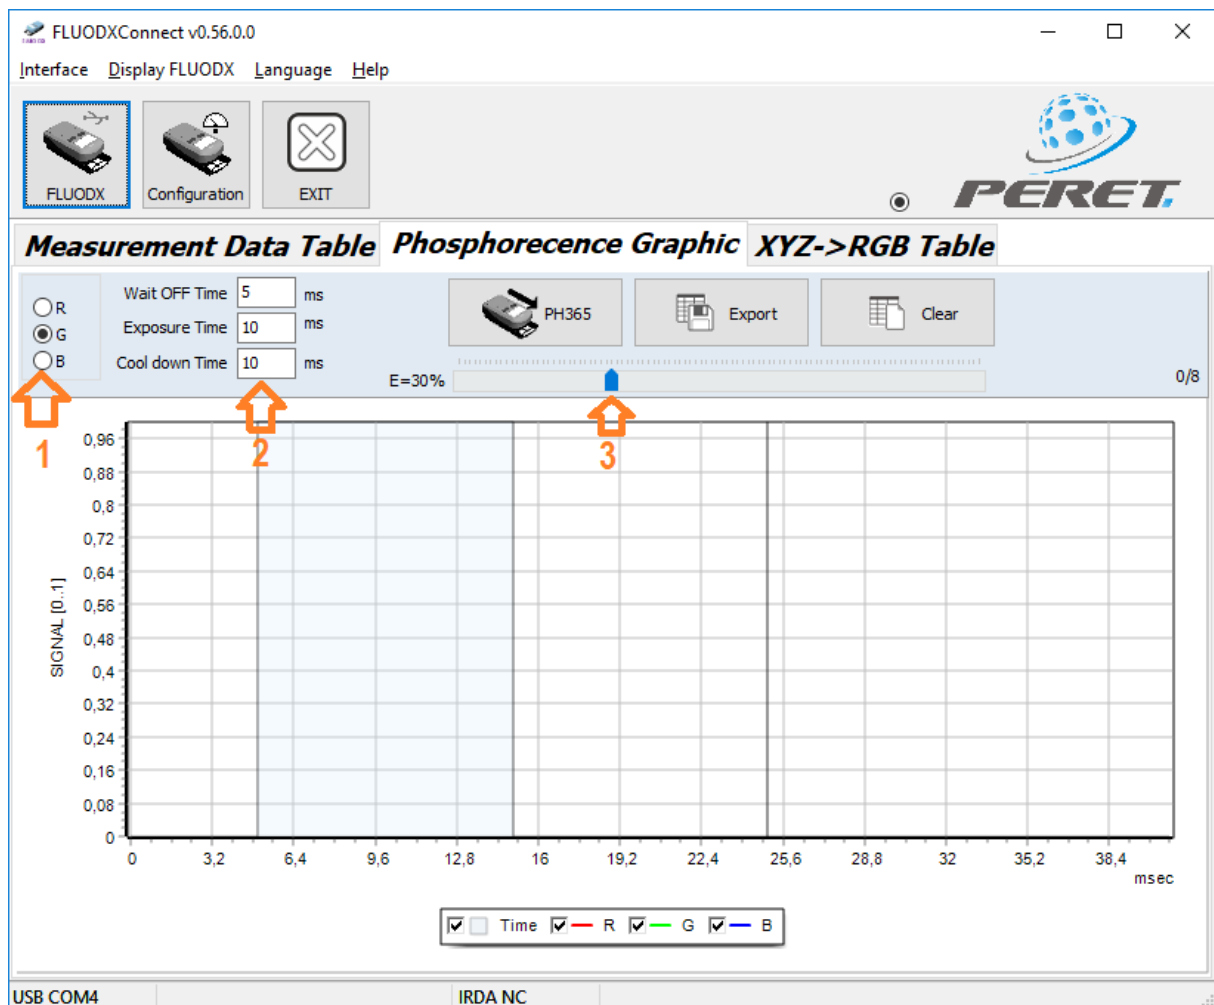 FLUODXConnect v0.56.0.0
Interface Display FLUODX Language Help
FLUODX Configuration EXIT
PERET.
Measurement Data Table Phosphorecence Graphic XYZ->RGB Table
R
G
B
Wait OFF Time 5 ms
Exposure Time 10 ms
Cool down Time 10 ms
PH365 Export Clear
E=30% 0/8
1 2 3
SIGNAL [0..1]
0,96
0,88
0,8
0,72
0,64
0,56
0,48
0,4
0,32
0,24
0,16
0,08
0
0 3,2 6,4 9,6 12,8 16 19,2 22,4 25,6 28,8 32 35,2 38,4
msec
Time R G B
USB COM4 IRDA NC